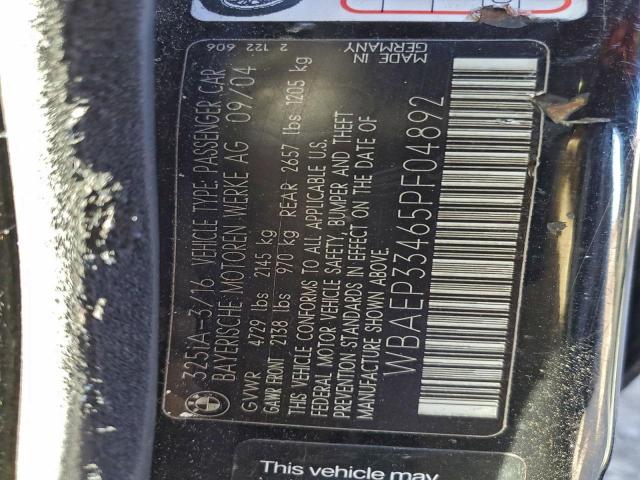 325iA-3/16 VEHICLE TYPE: PASSENGER CAR
BAYERISCHE MOTOREN WERKE AG 09/04
GVWR 4729 lbs 2145 kg
GAWR FRONT 2138 lbs 970 kg REAR 2657 lbs 1205 kg
THIS VEHICLE CONFORMS TO ALL APPLICABLE U.S.
FEDERAL MOTOR VEHICLE SAFETY, BUMPER AND THEFT
PREVENTION STANDARDS IN EFFECT ON THE DATE OF
MANUFACTURE SHOWN ABOVE.
WBAEP33465PF04892
2 122 606
MADE IN
GERMANY
This vehicle may